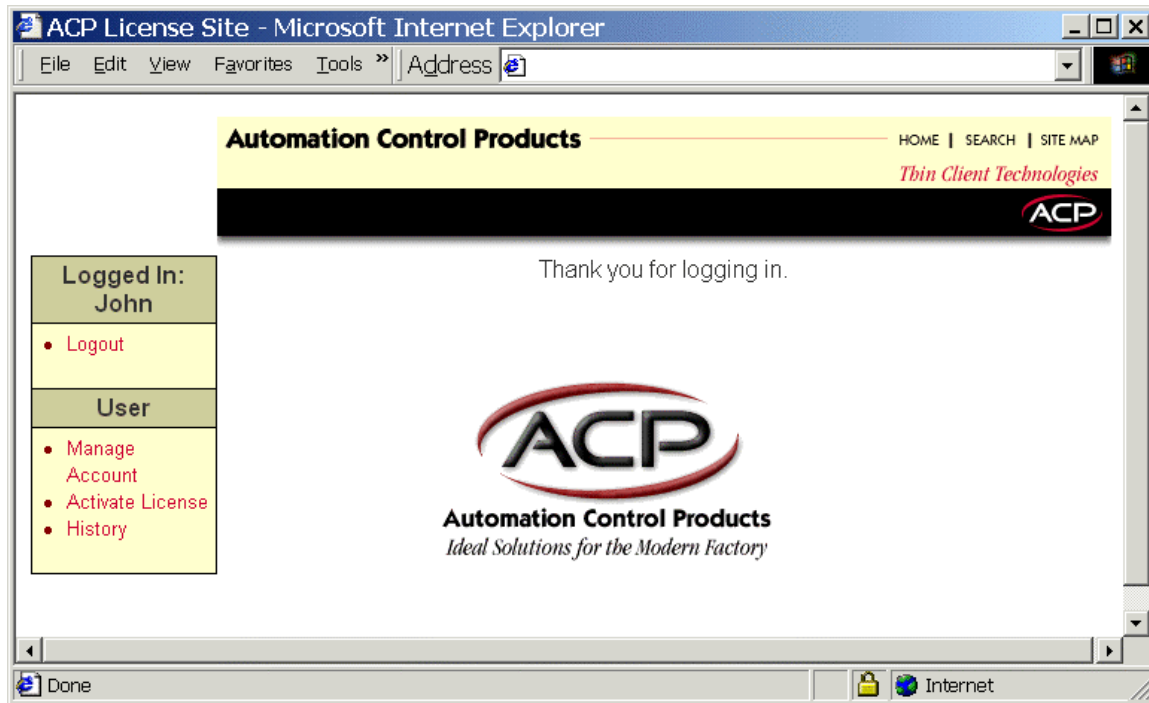 ACP License Site - Microsoft Internet Explorer
File Edit View Favorites Tools » Address
Automation Control Products HOME | SEARCH | SITE MAP
Thin Client Technologies
ACP
Logged In:
John
Thank you for logging in.
• Logout
User
• Manage
Account
• Activate License
• History
ACP
Automation Control Products
Ideal Solutions for the Modern Factory
Done Internet